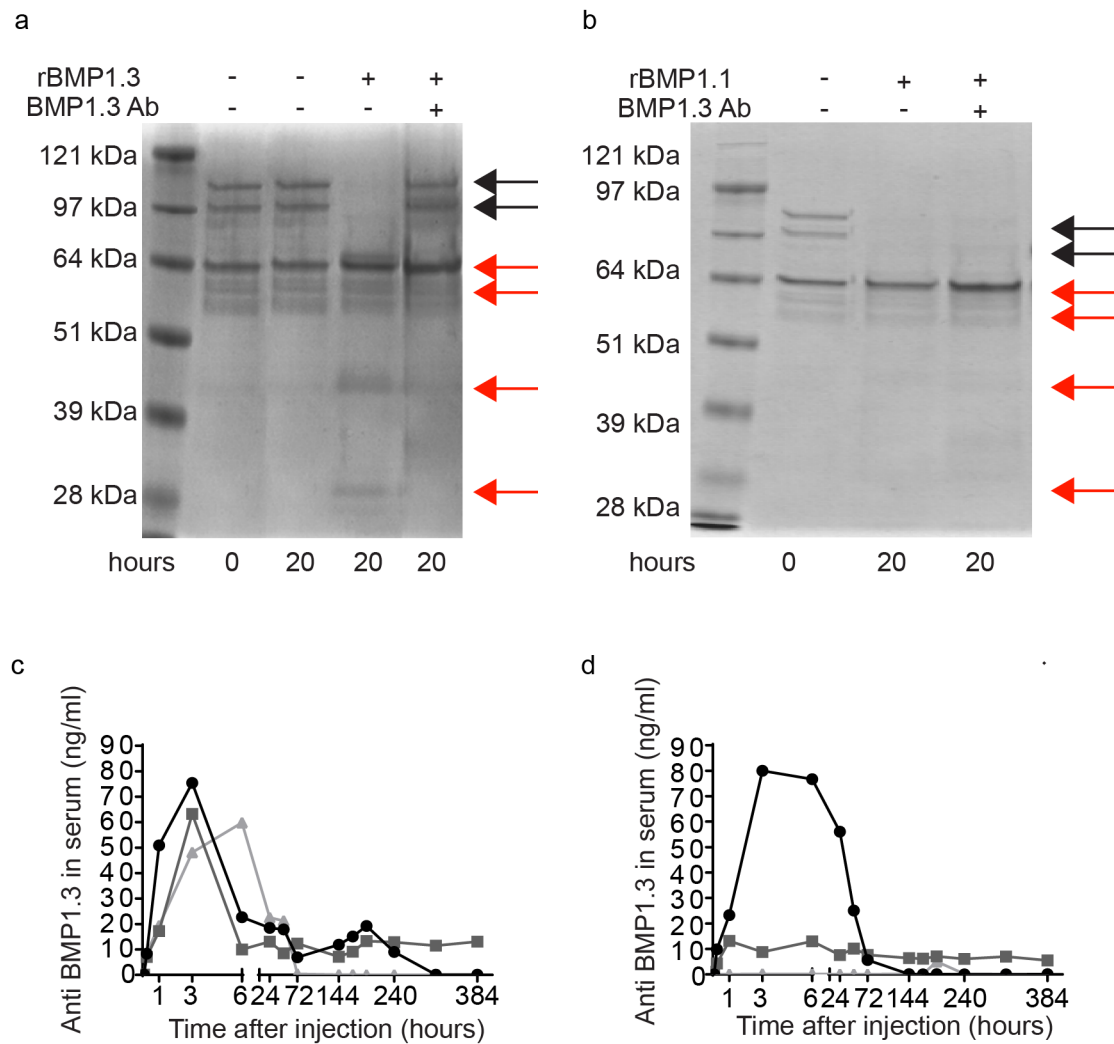 a
rBMP1.3 - - + +
BMP1.3 Ab - - - +
121 kDa
97 kDa
64 kDa
51 kDa
39 kDa
28 kDa
hours 0 20 20 20
b
rBMP1.1 - + +
BMP1.3 Ab - - +
121 kDa
97 kDa
64 kDa
51 kDa
39 kDa
28 kDa
hours 0 20 20
c
Anti BMP1.3 in serum (ng/ml)
90
80
70
60
50
40
30
20
10
0
1 3 6 24 72 144 240 384
Time after injection (hours)
d
Anti BMP1.3 in serum (ng/ml)
90
80
70
60
50
40
30
20
10
0
1 3 6 24 72 144 240 384
Time after injection (hours)